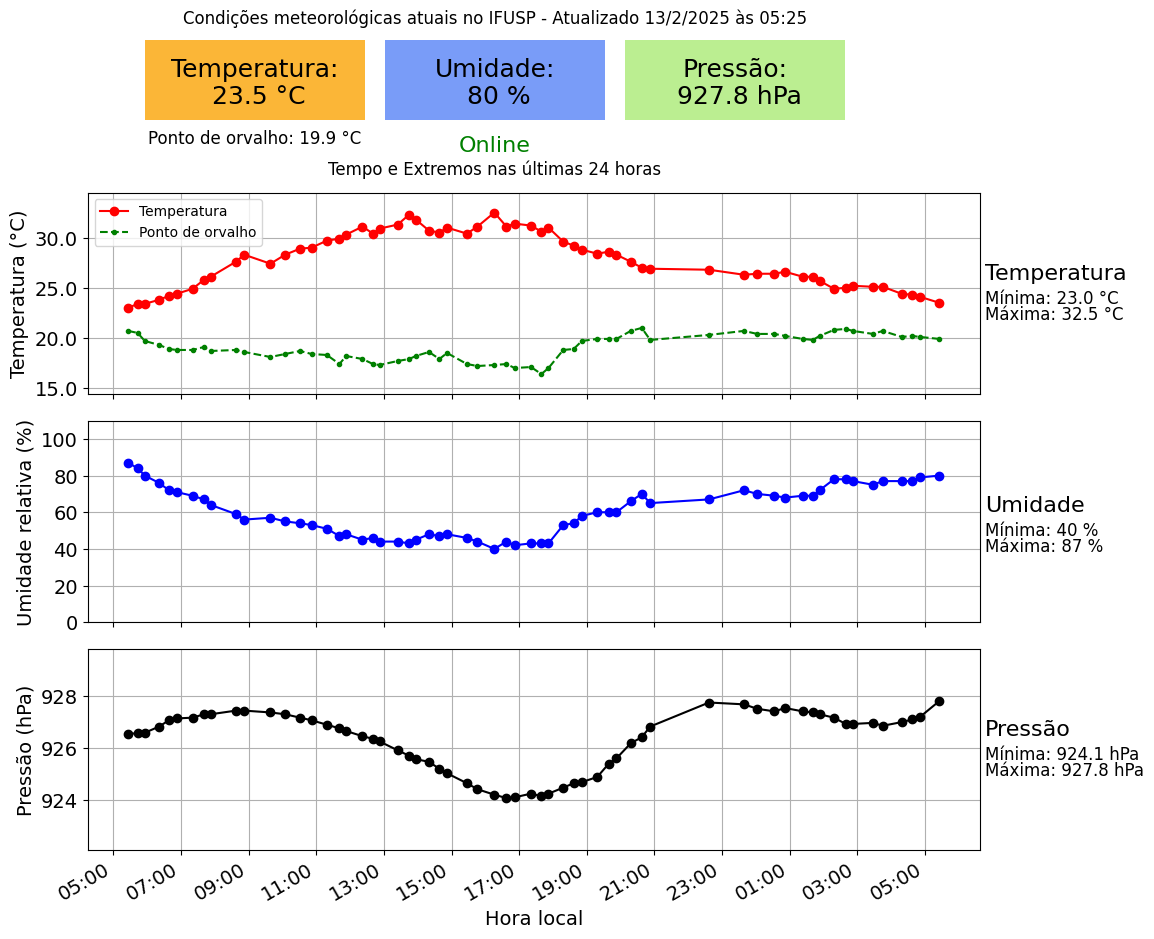 Condições meteorológicas atuais no IFUSP - Atualizado 13/2/2025 às 05:25
Temperatura:
23.5 °C
Umidade:
80 %
Pressão:
927.8 hPa
Ponto de orvalho: 19.9 °C
Online
Tempo e Extremos nas últimas 24 horas
Temperatura (°C)
30.0
25.0
20.0
15.0
Temperatura
Ponto de orvalho
Temperatura
Mínima: 23.0 °C
Máxima: 32.5 °C
Umidade relativa (%)
100
80
60
40
20
0
Umidade
Mínima: 40 %
Máxima: 87 %
Pressão (hPa)
928
926
924
Pressão
Mínima: 924.1 hPa
Máxima: 927.8 hPa
05:00
07:00
09:00
11:00
13:00
15:00
17:00
19:00
21:00
23:00
01:00
03:00
05:00
Hora local